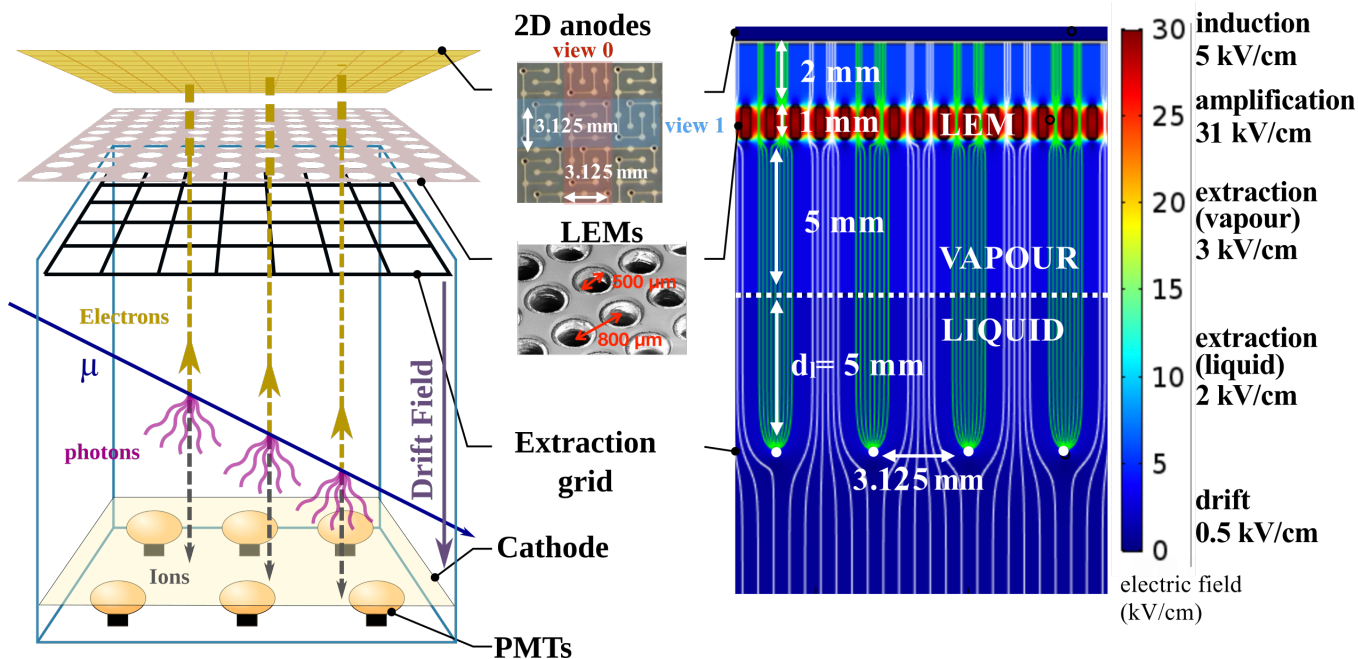 2D anodes
view 0
3.125 mm
view 1
3.125 mm
LEMs
500 µm
800 µm
Electrons
µ
photons
Drift Field
Ions
Extraction
grid
Cathode
PMTs
2 mm
1 mm LEM
5 mm
VAPOUR
LIQUID
dl= 5 mm
3.125 mm
30
25
20
15
10
5
0
electric field
(kV/cm)
induction
5 kV/cm
amplification
31 kV/cm
extraction
(vapour)
3 kV/cm
extraction
(liquid)
2 kV/cm
drift
0.5 kV/cm